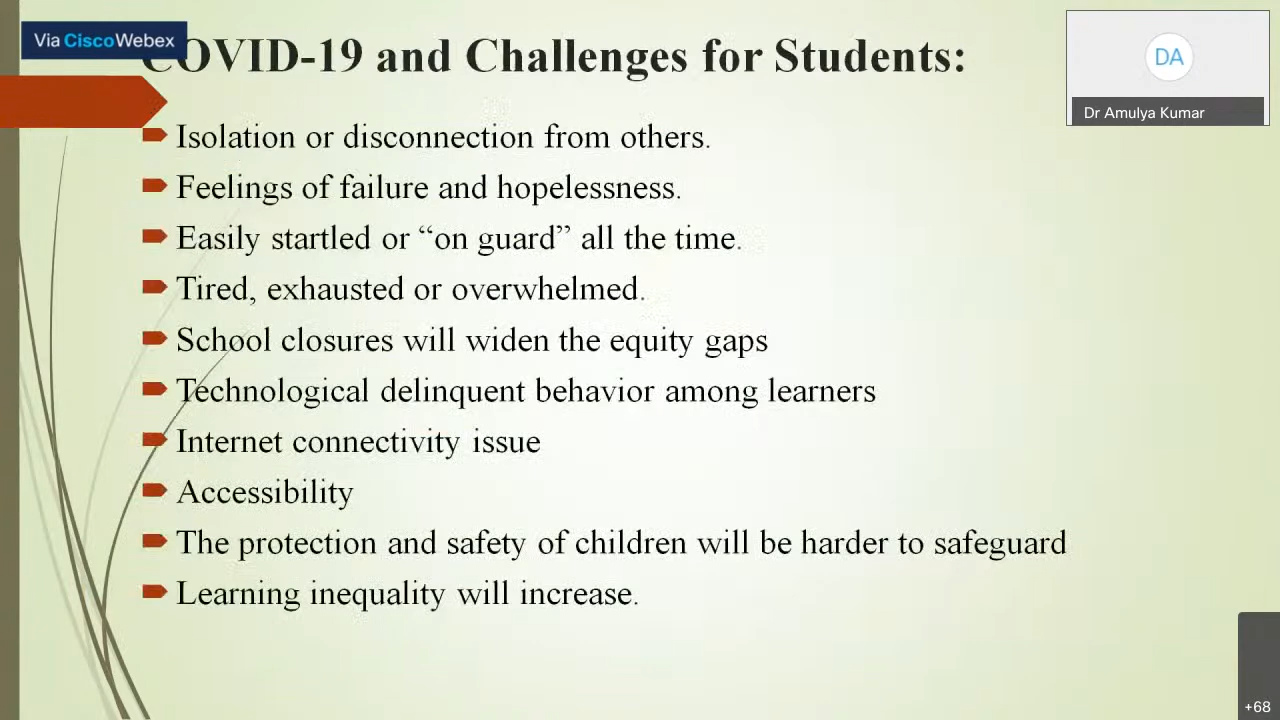 Via CiscoWebex
COVID-19 and Challenges for Students:
DA
Dr Amulya Kumar
Isolation or disconnection from others.
Feelings of failure and hopelessness.
Easily startled or “on guard” all the time.
Tired, exhausted or overwhelmed.
School closures will widen the equity gaps
Technological delinquent behavior among learners
Internet connectivity issue
Accessibility
The protection and safety of children will be harder to safeguard
Learning inequality will increase.
+68